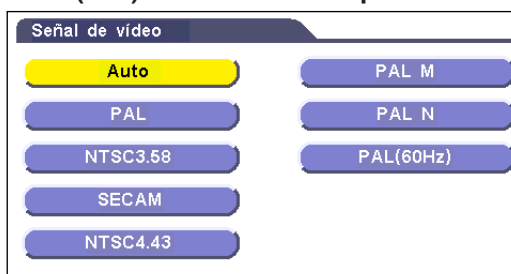 Señal de vídeo
Auto
PAL
NTSC3.58
SECAM
NTSC4.43
PAL M
PAL N
PAL(60Hz)